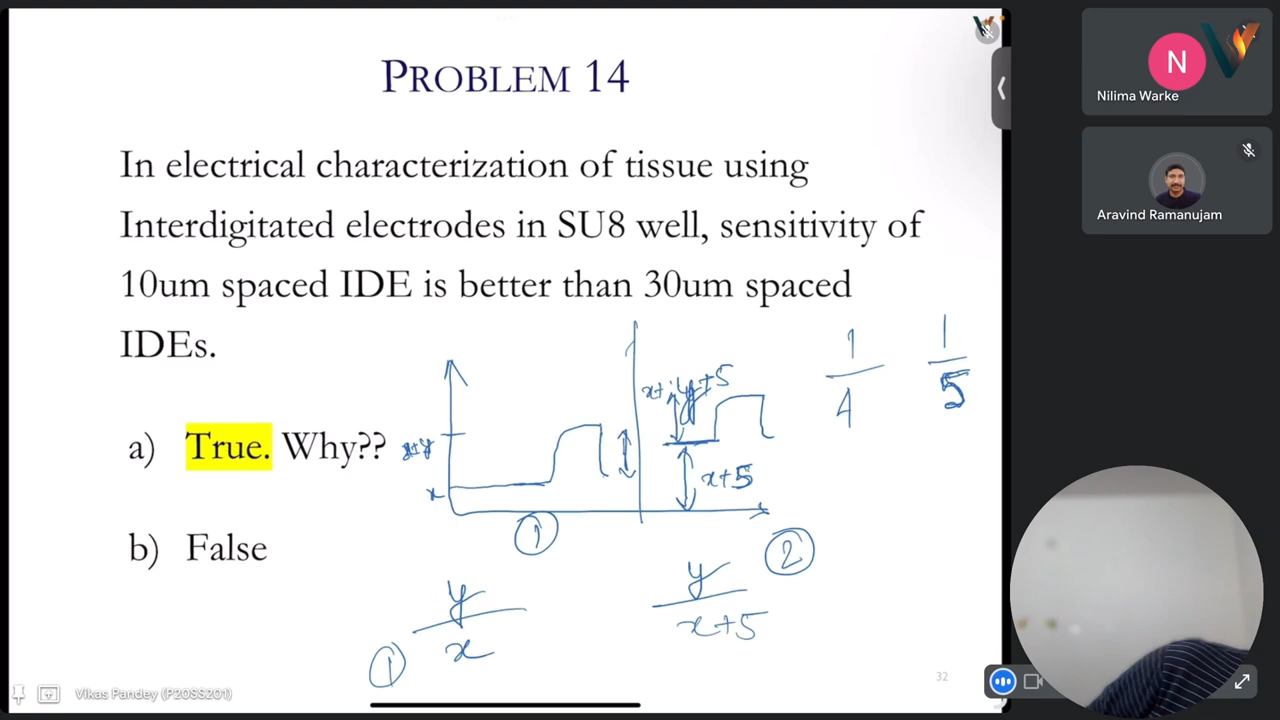 PROBLEM 14
In electrical characterization of tissue using
Interdigitated electrodes in SU8 well, sensitivity of
10um spaced IDE is better than 30um spaced
IDEs.
a) True. Why??
b) False
x+y
x
x+y+5
x+5
1
4
1
5
1
2
y
x
y
x+5
1
32
Vikas Pandey (P20SS201)
N
Nilima Warke
Aravind Ramanujam